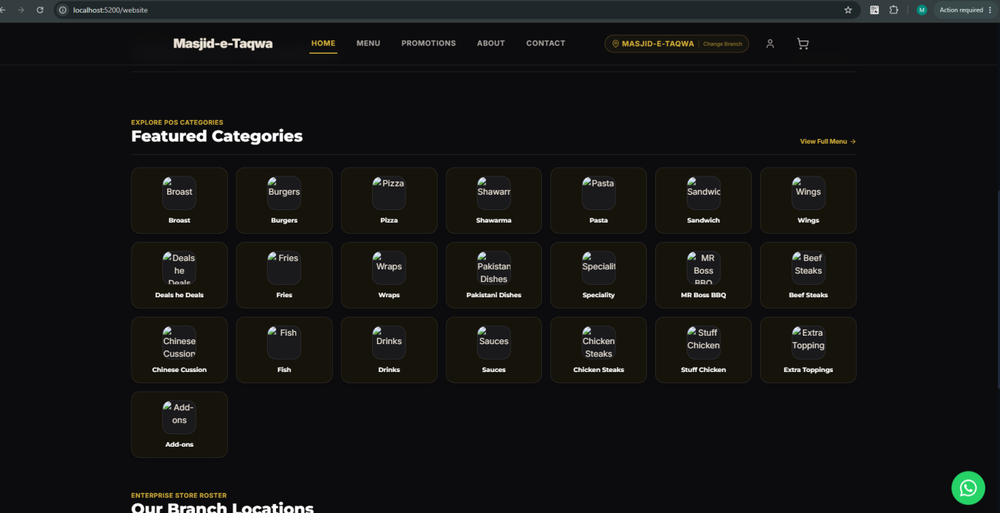 localhost:5200/website
M
Action required
Masjid-e-Taqwa
HOME
MENU
PROMOTIONS
ABOUT
CONTACT
MASJID-E-TAQWA | Change Branch
EXPLORE POS CATEGORIES
Featured Categories
View Full Menu →
Broast
Broast
Burgers
Burgers
Pizza
Pizza
Shawarr
Shawarma
Pasta
Pasta
Sandwic
Sandwich
Wings
Wings
Deals
he
Deals
Deals he Deals
Fries
Fries
Wraps
Wraps
Pakistan
Dishes
Pakistani Dishes
Specialit
Speciality
MR
Boss
BBQ
MR Boss BBQ
Beef
Steaks
Beef Steaks
Chinese
Cussion
Chinese Cussion
Fish
Fish
Drinks
Drinks
Sauces
Sauces
Chicken
Steaks
Chicken Steaks
Stuff
Chicken
Stuff Chicken
Extra
Topping
Extra Toppings
Add-
ons
Add-ons
ENTERPRISE STORE ROSTER
Our Branch Locations